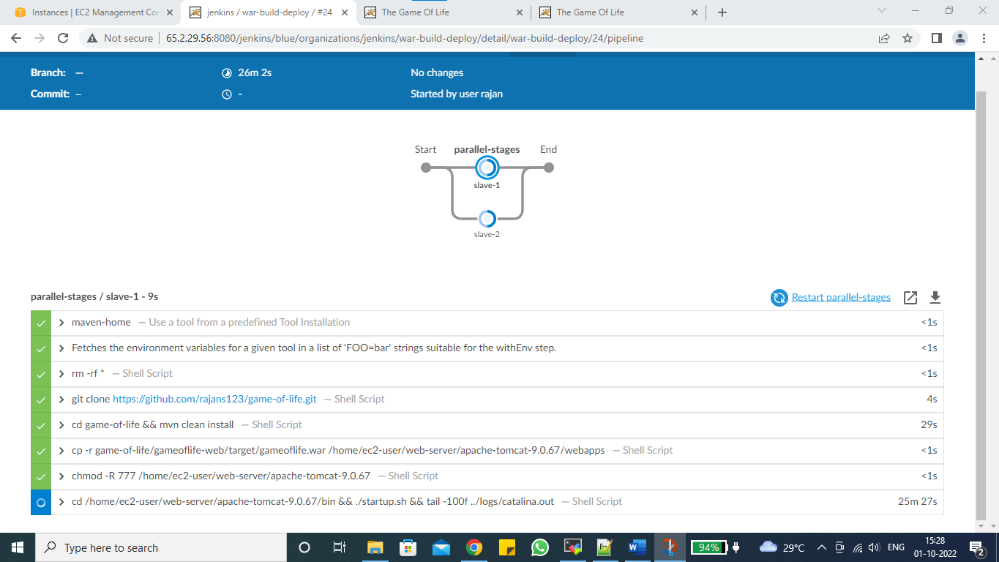 Instances | EC2 Management Con
jenkins / war-build-deploy / #24
The Game Of Life
The Game Of Life
Not secure
65.2.29.56:8080/jenkins/blue/organizations/jenkins/war-build-deploy/detail/war-build-deploy/24/pipeline
Branch: —
26m 2s
No changes
Commit: –
-
Started by user rajan
Start
parallel-stages
End
slave-1
slave-2
parallel-stages / slave-1 - 9s
Restart parallel-stages
maven-home — Use a tool from a predefined Tool Installation <1s
Fetches the environment variables for a given tool in a list of 'FOO=bar' strings suitable for the withEnv step. <1s
rm -rf * — Shell Script <1s
git clone https://github.com/rajans123/game-of-life.git — Shell Script 4s
cd game-of-life && mvn clean install — Shell Script 29s
cp -r game-of-life/gameoflife-web/target/gameoflife.war /home/ec2-user/web-server/apache-tomcat-9.0.67/webapps — Shell Script <1s
chmod -R 777 /home/ec2-user/web-server/apache-tomcat-9.0.67 — Shell Script <1s
cd /home/ec2-user/web-server/apache-tomcat-9.0.67/bin && ./startup.sh && tail -100f ../logs/catalina.out — Shell Script 25m 27s
Type here to search
94%
29°C
ENG
15:28
01-10-2022
2